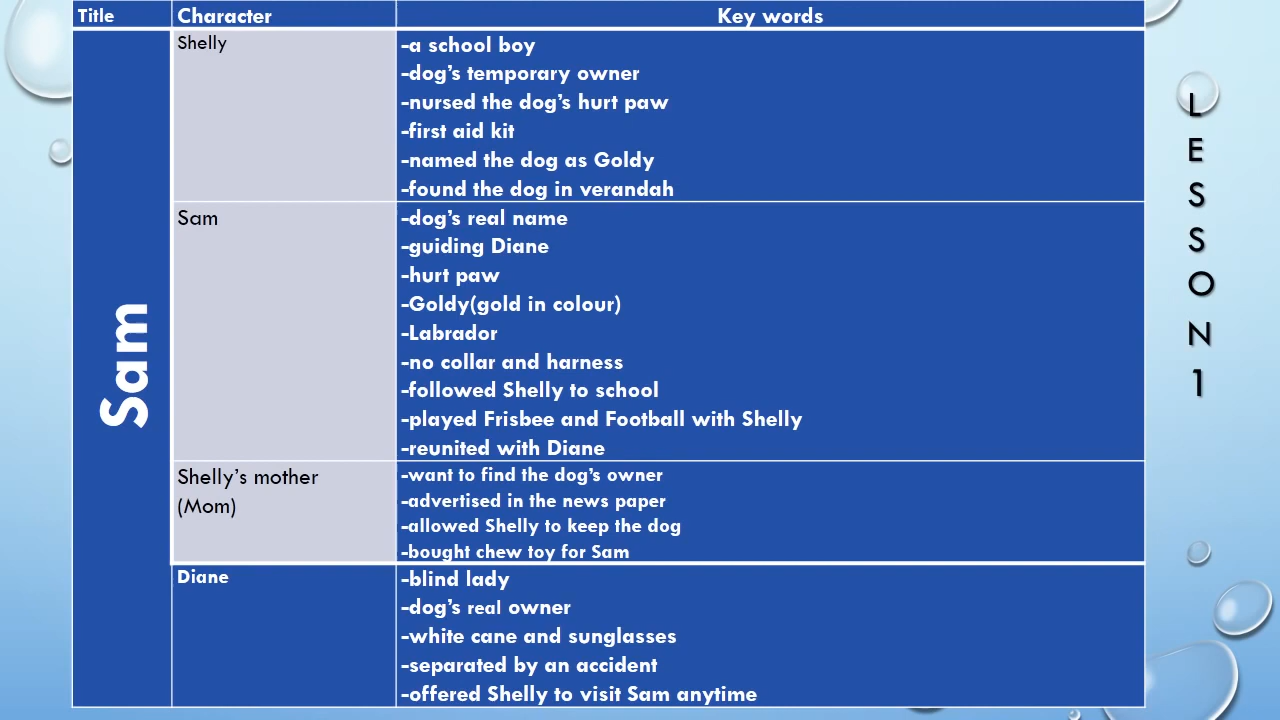 Title Character Key words
Sam
Shelly
-a school boy
-dog's temporary owner
-nursed the dog's hurt paw
-first aid kit
-named the dog as Goldy
-found the dog in verandah
Sam
-dog's real name
-guiding Diane
-hurt paw
-Goldy(gold in colour)
-Labrador
-no collar and harness
-followed Shelly to school
-played Frisbee and Football with Shelly
-reunited with Diane
Shelly's mother
(Mom)
-want to find the dog's owner
-advertised in the news paper
-allowed Shelly to keep the dog
-bought chew toy for Sam
Diane
-blind lady
-dog's real owner
-white cane and sunglasses
-separated by an accident
-offered Shelly to visit Sam anytime
L
E
S
S
O
N
1